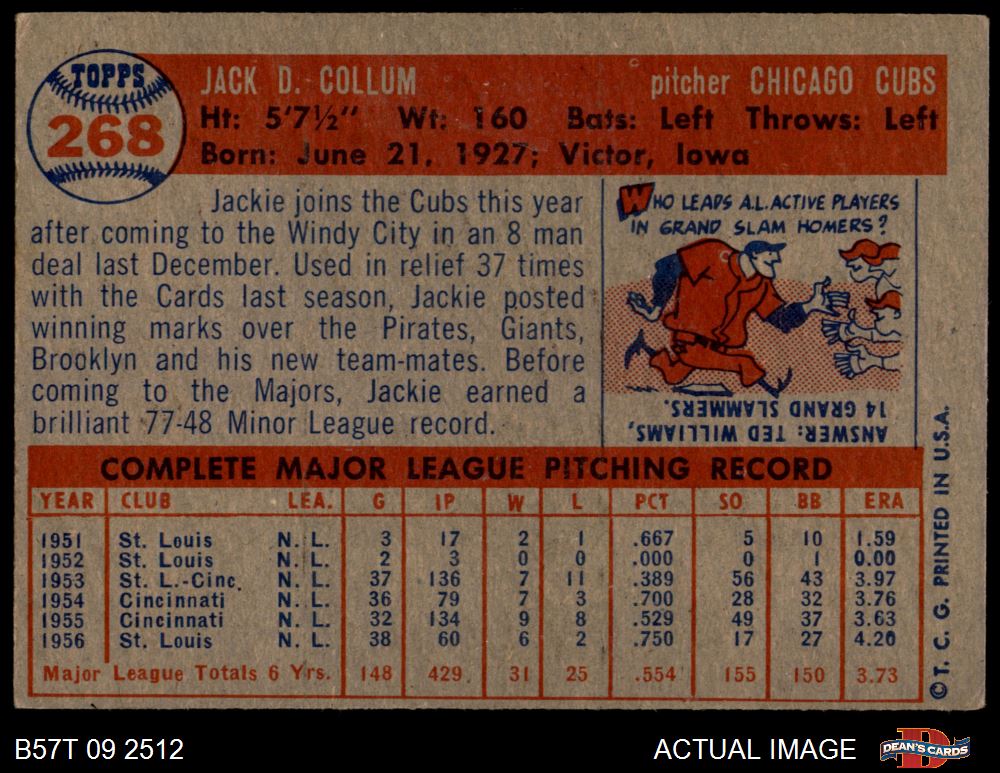 TOPPS
268
JACK D. COLLUM pitcher CHICAGO CUBS
Ht: 5'7½" Wt: 160 Bats: Left Throws: Left
Born: June 21, 1927; Victor, Iowa
Jackie joins the Cubs this year
after coming to the Windy City in an 8 man
deal last December. Used in relief 37 times
with the Cards last season, Jackie posted
winning marks over the Pirates, Giants,
Brooklyn and his new team-mates. Before
coming to the Majors, Jackie earned a
brilliant 77-48 Minor League record.
WHO LEADS A.L. ACTIVE PLAYERS
IN GRAND SLAM HOMERS?
ANSWER: TED WILLIAMS,
14 GRAND SLAMMERS.
COMPLETE MAJOR LEAGUE PITCHING RECORD
YEAR CLUB LEA. G IP W L PCT SO BB ERA
1951 St. Louis N. L. 3 17 2 1 .667 5 10 1.59
1952 St. Louis N. L. 2 3 0 0 .000 0 1 0.00
1953 St. L.-Cinc. N. L. 37 136 7 11 .389 56 43 3.97
1954 Cincinnati N. L. 36 79 7 3 .700 28 32 3.76
1955 Cincinnati N. L. 32 134 9 8 .529 49 37 3.63
1956 St. Louis N. L. 38 60 6 2 .750 17 27 4.20
Major League Totals 6 Yrs. 148 429 31 25 .554 155 150 3.73
© T. C. G. PRINTED IN U.S.A.
B57T 09 2512 ACTUAL IMAGE
DEAN'S CARDS